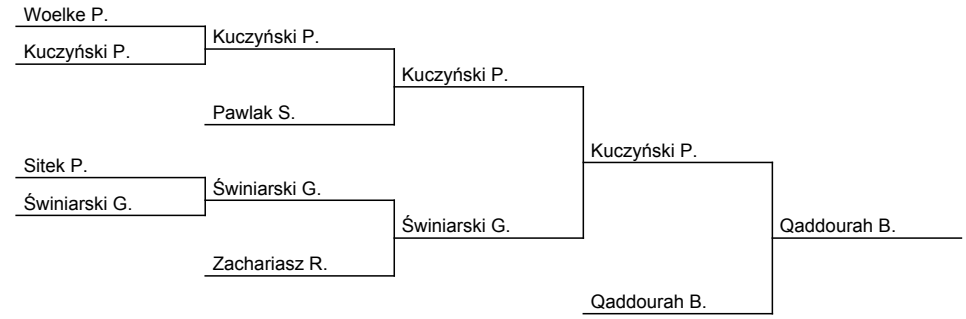 Woelke P.
Kuczyński P.
Kuczyński P.
Kuczyński P.
Pawlak S.
Kuczyński P.
Sitek P.
Świniarski G.
Świniarski G.
Świniarski G.
Qaddourah B.
Zachariasz R.
Qaddourah B.